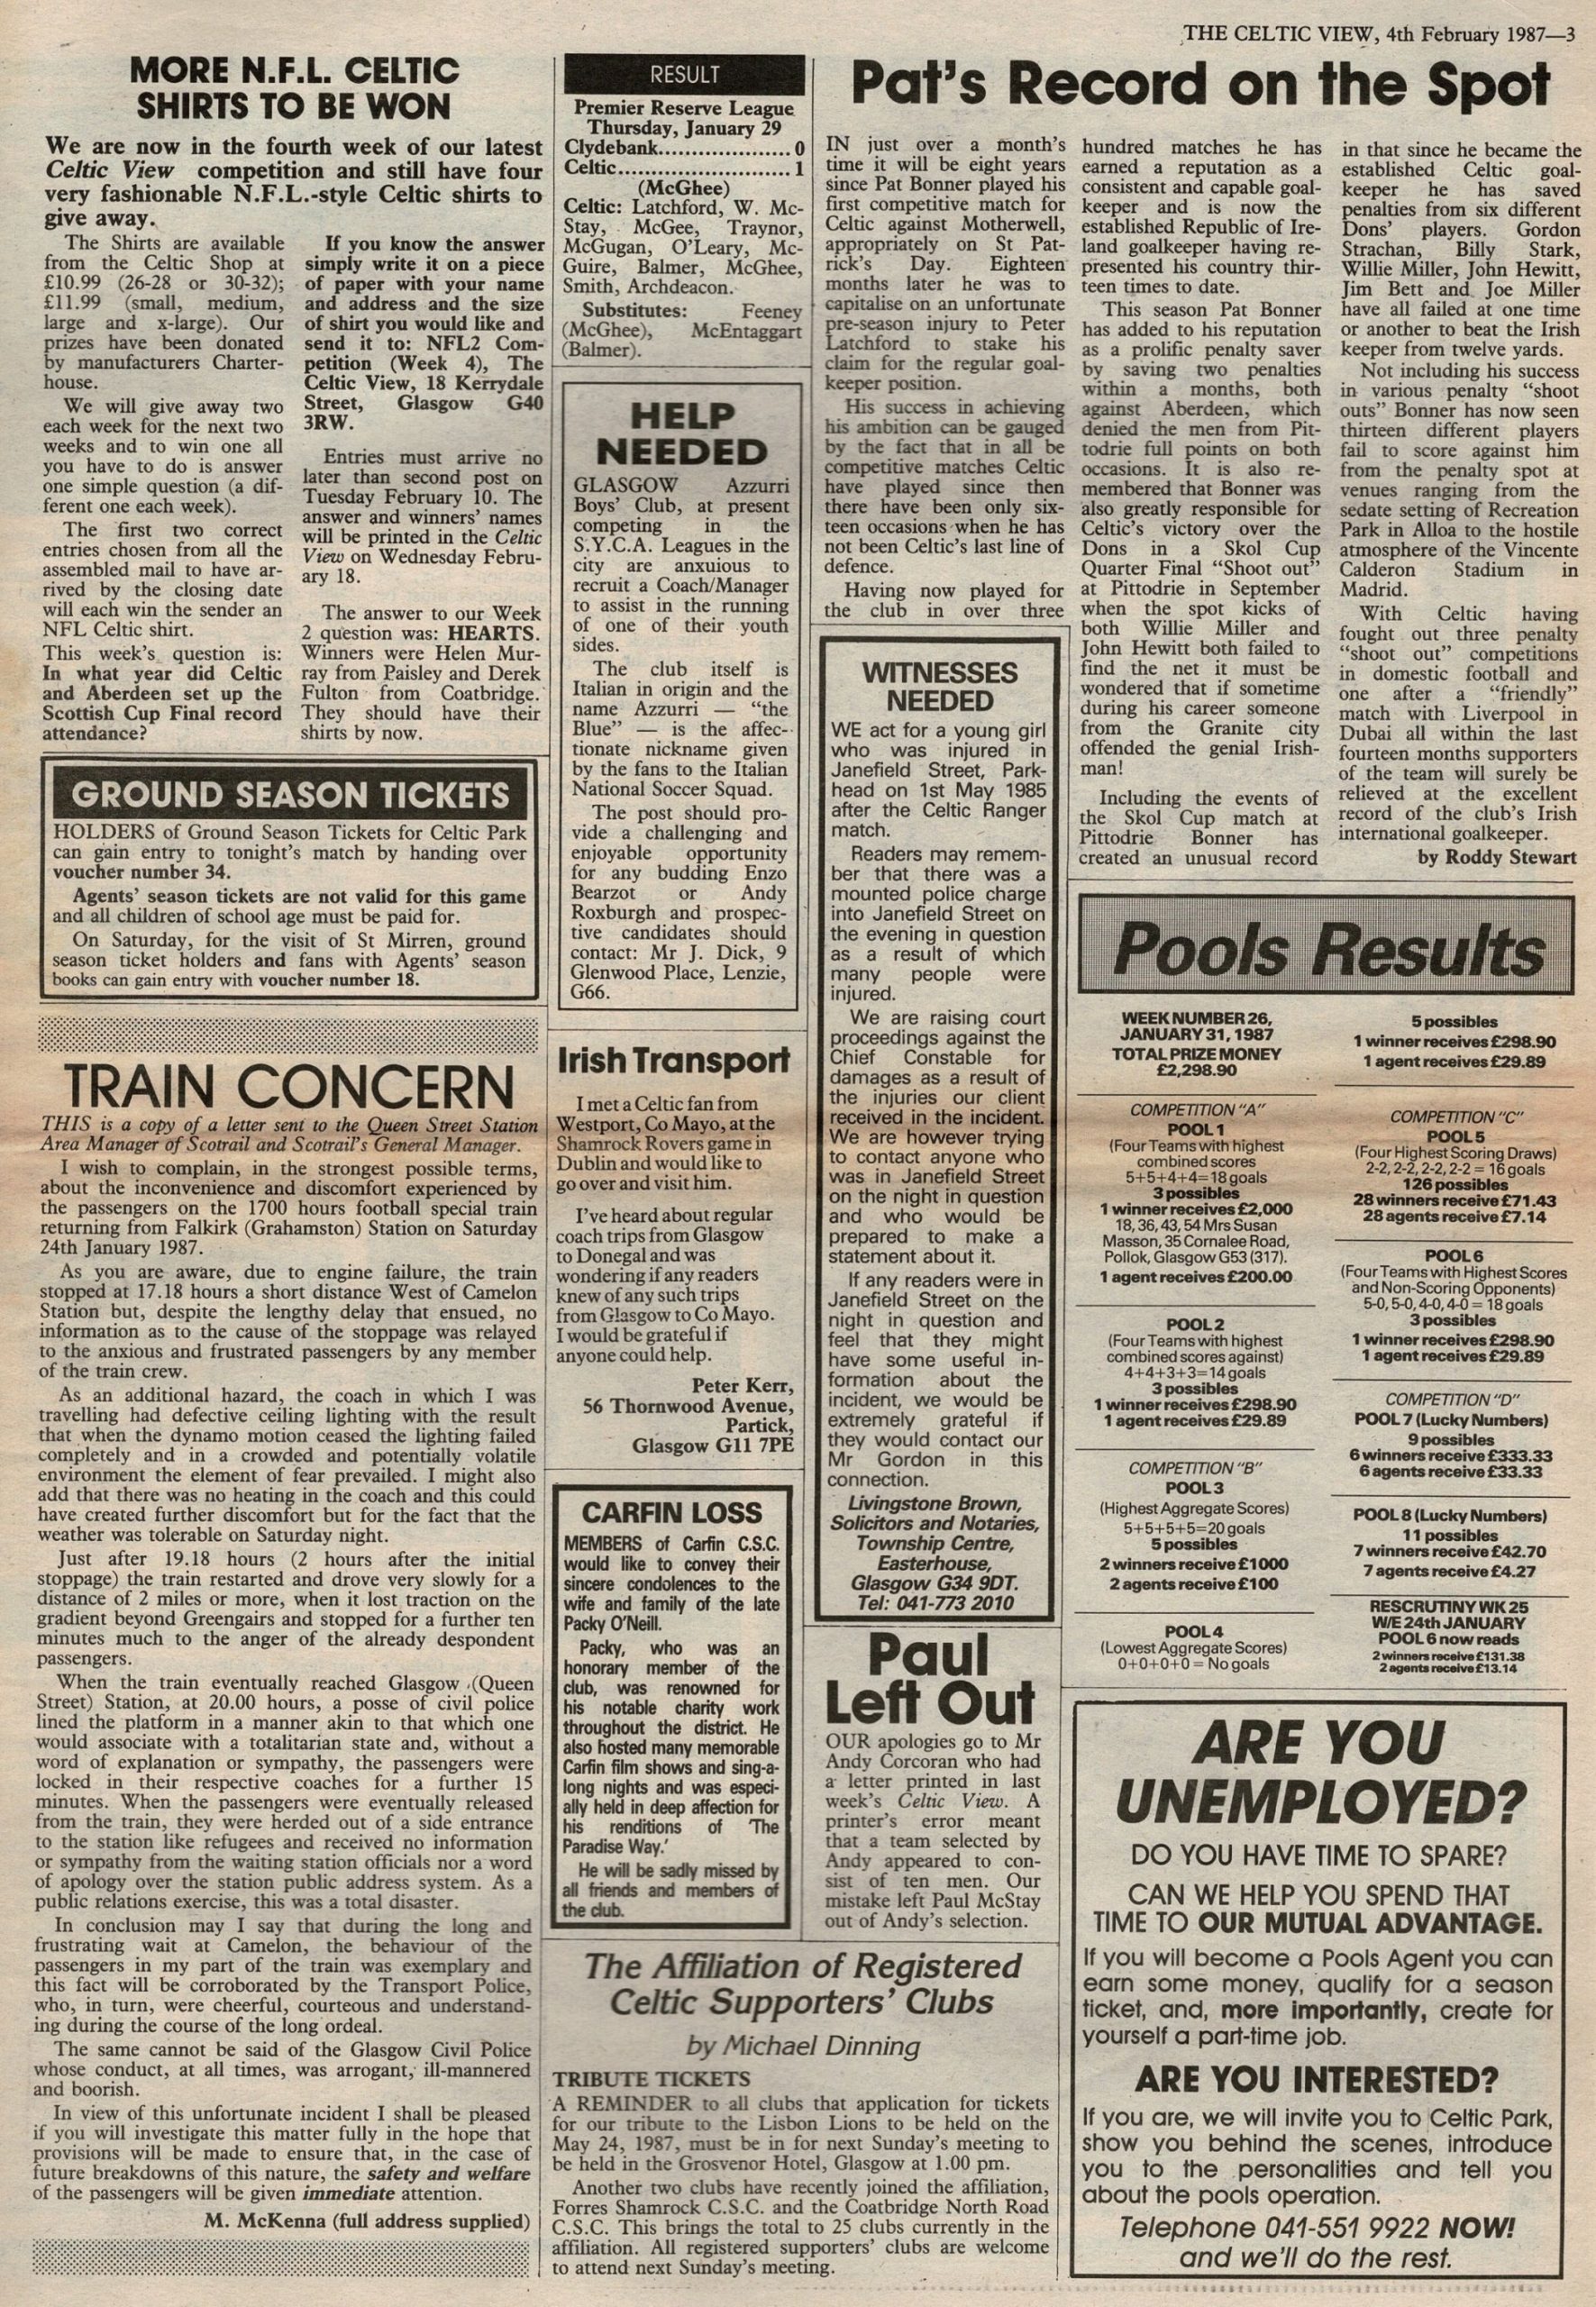 THE CELTIC VIEW, 4th February 1987—3
MORE N.F.L. CELTIC
SHIRTS TO BE WON
We are now in the fourth week of our latest
Celtic View competition and still have four
very fashionable N.F.L.-style Celtic shirts to
give away.
The Shirts are available
from the Celtic Shop at
£10.99 (26-28 or 30-32);
£11.99 (small, medium,
large and x-large). Our
prizes have been donated
by manufacturers Charter-
house.
We will give away two
each week for the next two
weeks and to win one all
you have to do is answer
one simple question (a dif-
ferent one each week).
The first two correct
entries chosen from all the
assembled mail to have ar-
rived by the closing date
will each win the sender an
NFL Celtic shirt.
This week's question is:
In what year did Celtic
and Aberdeen set up the
Scottish Cup Final record
attendance?
If you know the answer
simply write it on a piece
of paper with your name
and address and the size
of shirt you would like and
send it to: NFL2 Com-
petition (Week 4), The
Celtic View, 18 Kerrydale
Street, Glasgow G40
3RW.
Entries must arrive no
later than second post on
Tuesday February 10. The
answer and winners' names
will be printed in the Celtic
View on Wednesday Febru-
ary 18.
The answer to our Week
2 question was: HEARTS.
Winners were Helen Mur-
ray from Paisley and Derek
Fulton from Coatbridge.
They should have their
shirts by now.
GROUND SEASON TICKETS
HOLDERS of Ground Season Tickets for Celtic Park
can gain entry to tonight's match by handing over
voucher number 34.
Agents' season tickets are not valid for this game
and all children of school age must be paid for.
On Saturday, for the visit of St Mirren, ground
season ticket holders and fans with Agents' season
books can gain entry with voucher number 18.
TRAIN CONCERN
THIS is a copy of a letter sent to the Queen Street Station
Area Manager of Scotrail and Scotrail's General Manager.
I wish to complain, in the strongest possible terms,
about the inconvenience and discomfort experienced by
the passengers on the 1700 hours football special train
returning from Falkirk (Grahamston) Station on Saturday
24th January 1987.
As you are aware, due to engine failure, the train
stopped at 17.18 hours a short distance West of Camelon
Station but, despite the lengthy delay that ensued, no
information as to the cause of the stoppage was relayed
to the anxious and frustrated passengers by any member
of the train crew.
As an additional hazard, the coach in which I was
travelling had defective ceiling lighting with the result
that when the dynamo motion ceased the lighting failed
completely and in a crowded and potentially volatile
environment the element of fear prevailed. I might also
add that there was no heating in the coach and this could
have created further discomfort but for the fact that the
weather was tolerable on Saturday night.
Just after 19.18 hours (2 hours after the initial
stoppage) the train restarted and drove very slowly for a
distance of 2 miles or more, when it lost traction on the
gradient beyond Greengairs and stopped for a further ten
minutes much to the anger of the already despondent
passengers.
When the train eventually reached Glasgow (Queen
Street) Station, at 20.00 hours, a posse of civil police
lined the platform in a manner akin to that which one
would associate with a totalitarian state and, without a
word of explanation or sympathy, the passengers were
locked in their respective coaches for a further 15
minutes. When the passengers were eventually released
from the train, they were herded out of a side entrance
to the station like refugees and received no information
or sympathy from the waiting station officials nor a word
of apology over the station public address system. As a
public relations exercise, this was a total disaster.
In conclusion may I say that during the long and
frustrating wait at Camelon, the behaviour of the
passengers in my part of the train was exemplary and
this fact will be corroborated by the Transport Police,
who, in turn, were cheerful, courteous and understand-
ing during the course of the long ordeal.
The same cannot be said of the Glasgow Civil Police
whose conduct, at all times, was arrogant, ill-mannered
and boorish.
In view of this unfortunate incident I shall be pleased
if you will investigate this matter fully in the hope that
provisions will be made to ensure that, in the case of
future breakdowns of this nature, the safety and welfare
of the passengers will be given immediate attention.
M. McKenna (full address supplied)
RESULT
Premier Reserve League
Thursday, January 29
Clydebank....................0
Celtic..........................1
(McGhee)
Celtic: Latchford, W. Mc-
Stay, McGee, Traynor,
McGugan, O'Leary, Mc-
Guire, Balmer, McGhee,
Smith, Archdeacon.
Substitutes: Feeney
(McGhee), McEntaggart
(Balmer).
HELP
NEEDED
GLASGOW Azzurri
Boys' Club, at present
competing in the
S.Y.C.A. Leagues in the
city are anxuious to
recruit a Coach/Manager
to assist in the running
of one of their youth
sides.
The club itself is
Italian in origin and the
name Azzurri — "the
Blue" — is the affec-
tionate nickname given
by the fans to the Italian
National Soccer Squad.
The post should pro-
vide a challenging and
enjoyable opportunity
for any budding Enzo
Bearzot or Andy
Roxburgh and prospec-
tive candidates should
contact: Mr J. Dick, 9
Glenwood Place, Lenzie,
G66.
Irish Transport
I met a Celtic fan from
Westport, Co Mayo, at the
Shamrock Rovers game in
Dublin and would like to
go over and visit him.
I've heard about regular
coach trips from Glasgow
to Donegal and was
wondering if any readers
knew of any such trips
from Glasgow to Co Mayo.
I would be grateful if
anyone could help.
Peter Kerr,
56 Thornwood Avenue,
Partick,
Glasgow G11 7PE
CARFIN LOSS
MEMBERS of Carfin C.S.C.
would like to convey their
sincere condolences to the
wife and family of the late
Packy O'Neill.
Packy, who was an
honorary member of the
club, was renowned for
his notable charity work
throughout the district. He
also hosted many memorable
Carfin film shows and sing-a-
long nights and was especi-
ally held in deep affection for
his renditions of 'The
Paradise Way.'
He will be sadly missed by
all friends and members of
the club.
Pat's Record on the Spot
IN just over a month's
time it will be eight years
since Pat Bonner played his
first competitive match for
Celtic against Motherwell,
appropriately on St Pat-
rick's Day. Eighteen
months later he was to
capitalise on an unfortunate
pre-season injury to Peter
Latchford to stake his
claim for the regular goal-
keeper position.
His success in achieving
his ambition can be gauged
by the fact that in all be
competitive matches Celtic
have played since then
there have been only six-
teen occasions when he has
not been Celtic's last line of
defence.
Having now played for
the club in over three
hundred matches he has
earned a reputation as a
consistent and capable goal-
keeper and is now the
established Republic of Ire-
land goalkeeper having re-
presented his country thir-
teen times to date.
This season Pat Bonner
has added to his reputation
as a prolific penalty saver
by saving two penalties
within a months, both
against Aberdeen, which
denied the men from Pit-
todrie full points on both
occasions. It is also re-
membered that Bonner was
also greatly responsible for
Celtic's victory over the
Dons in a Skol Cup
Quarter Final "Shoot out"
at Pittodrie in September
when the spot kicks of
both Willie Miller and
John Hewitt both failed to
find the net it must be
wondered that if sometime
during his career someone
from the Granite city
offended the genial Irish-
man!
Including the events of
the Skol Cup match at
Pittodrie Bonner has
created an unusual record
in that since he became the
established Celtic goal-
keeper he has saved
penalties from six different
Dons' players. Gordon
Strachan, Billy Stark,
Willie Miller, John Hewitt,
Jim Bett and Joe Miller
have all failed at one time
or another to beat the Irish
keeper from twelve yards.
Not including his success
in various penalty "shoot
outs" Bonner has now seen
thirteen different players
fail to score against him
from the penalty spot at
venues ranging from the
sedate setting of Recreation
Park in Alloa to the hostile
atmosphere of the Vincente
Calderon Stadium in
Madrid.
With Celtic having
fought out three penalty
"shoot out" competitions
in domestic football and
one after a "friendly"
match with Liverpool in
Dubai all within the last
fourteen months supporters
of the team will surely be
relieved at the excellent
record of the club's Irish
international goalkeeper.
by Roddy Stewart
WITNESSES
NEEDED
WE act for a young girl
who was injured in
Janefield Street, Park-
head on 1st May 1985
after the Celtic Ranger
match.
Readers may remem-
ber that there was a
mounted police charge
into Janefield Street on
the evening in question
as a result of which
many people were
injured.
We are raising court
proceedings against the
Chief Constable for
damages as a result of
the injuries our client
received in the incident.
We are however trying
to contact anyone who
was in Janefield Street
on the night in question
and who would be
prepared to make a
statement about it.
If any readers were in
Janefield Street on the
night in question and
feel that they might
have some useful in-
formation about the
incident, we would be
extremely grateful if
they would contact our
Mr Gordon in this
connection.
Livingstone Brown,
Solicitors and Notaries,
Township Centre,
Easterhouse,
Glasgow G34 9DT.
Tel: 041-773 2010
Paul
Left Out
OUR apologies go to Mr
Andy Corcoran who had
a letter printed in last
week's Celtic View. A
printer's error meant
that a team selected by
Andy appeared to con-
sist of ten men. Our
mistake left Paul McStay
out of Andy's selection.
The Affiliation of Registered
Celtic Supporters' Clubs
by Michael Dinning
TRIBUTE TICKETS
A REMINDER to all clubs that application for tickets
for our tribute to the Lisbon Lions to be held on the
May 24, 1987, must be in for next Sunday's meeting to
be held in the Grosvenor Hotel, Glasgow at 1.00 pm.
Another two clubs have recently joined the affiliation,
Forres Shamrock C.S.C. and the Coatbridge North Road
C.S.C. This brings the total to 25 clubs currently in the
affiliation. All registered supporters' clubs are welcome
to attend next Sunday's meeting.
Pools Results
WEEK NUMBER 26,
JANUARY 31, 1987
TOTAL PRIZE MONEY
£2,298.90
COMPETITION "A"
POOL 1
(Four Teams with highest
combined scores
5+5+4+4=18 goals
3 possibles
1 winner receives £2,000
18, 36, 43, 54 Mrs Susan
Masson, 35 Cornalee Road,
Pollok, Glasgow G53 (317).
1 agent receives £200.00
POOL 2
(Four Teams with highest
combined scores against)
4+4+3+3=14 goals
3 possibles
1 winner receives £298.90
1 agent receives £29.89
COMPETITION "B"
POOL 3
(Highest Aggregate Scores)
5+5+5+5=20 goals
5 possibles
2 winners receive £1000
2 agents receive £100
POOL 4
(Lowest Aggregate Scores)
0+0+0+0 = No goals
5 possibles
1 winner receives £298.90
1 agent receives £29.89
COMPETITION "C"
POOL 5
(Four Highest Scoring Draws)
2-2, 2-2, 2-2, 2-2 = 16 goals
126 possibles
28 winners receive £71.43
28 agents receive £7.14
POOL 6
(Four Teams with Highest Scores
and Non-Scoring Opponents)
5-0, 5-0, 4-0, 4-0 = 18 goals
3 possibles
1 winner receives £298.90
1 agent receives £29.89
COMPETITION "D"
POOL 7 (Lucky Numbers)
9 possibles
6 winners receive £333.33
6 agents receive £33.33
POOL 8 (Lucky Numbers)
11 possibles
7 winners receive £42.70
7 agents receive £4.27
RESCRUTINY WK 25
W/E 24th JANUARY
POOL 6 now reads
2 winners receive £131.38
2 agents receive £13.14
ARE YOU
UNEMPLOYED?
DO YOU HAVE TIME TO SPARE?
CAN WE HELP YOU SPEND THAT
TIME TO OUR MUTUAL ADVANTAGE.
If you will become a Pools Agent you can
earn some money, qualify for a season
ticket, and, more importantly, create for
yourself a part-time job.
ARE YOU INTERESTED?
If you are, we will invite you to Celtic Park,
show you behind the scenes, introduce
you to the personalities and tell you
about the pools operation.
Telephone 041-551 9922 NOW!
and we'll do the rest.